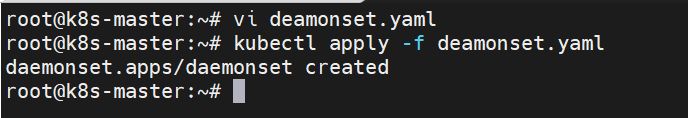 root@k8s-master:~# vi deamonset.yaml
root@k8s-master:~# kubectl apply -f deamonset.yaml
daemonset.apps/daemonset created
root@k8s-master:~#